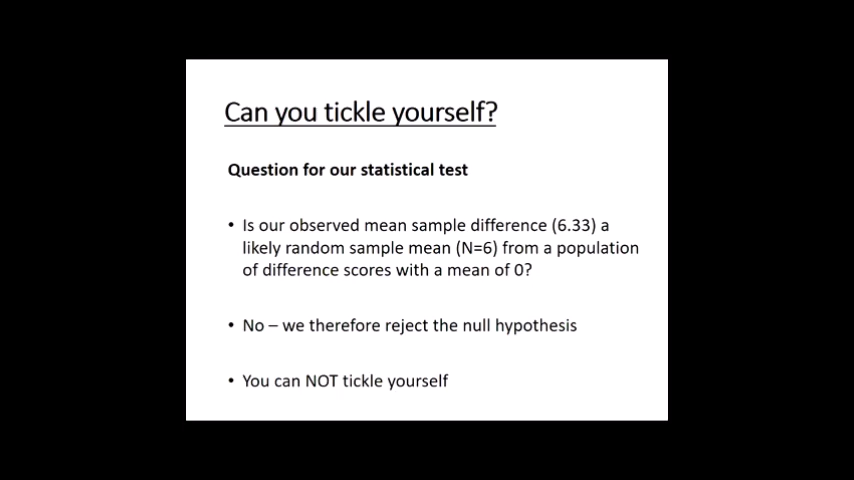 Can you tickle yourself?
Question for our statistical test
• Is our observed mean sample difference (6.33) a
likely random sample mean (N=6) from a population
of difference scores with a mean of 0?
• No – we therefore reject the null hypothesis
• You can NOT tickle yourself